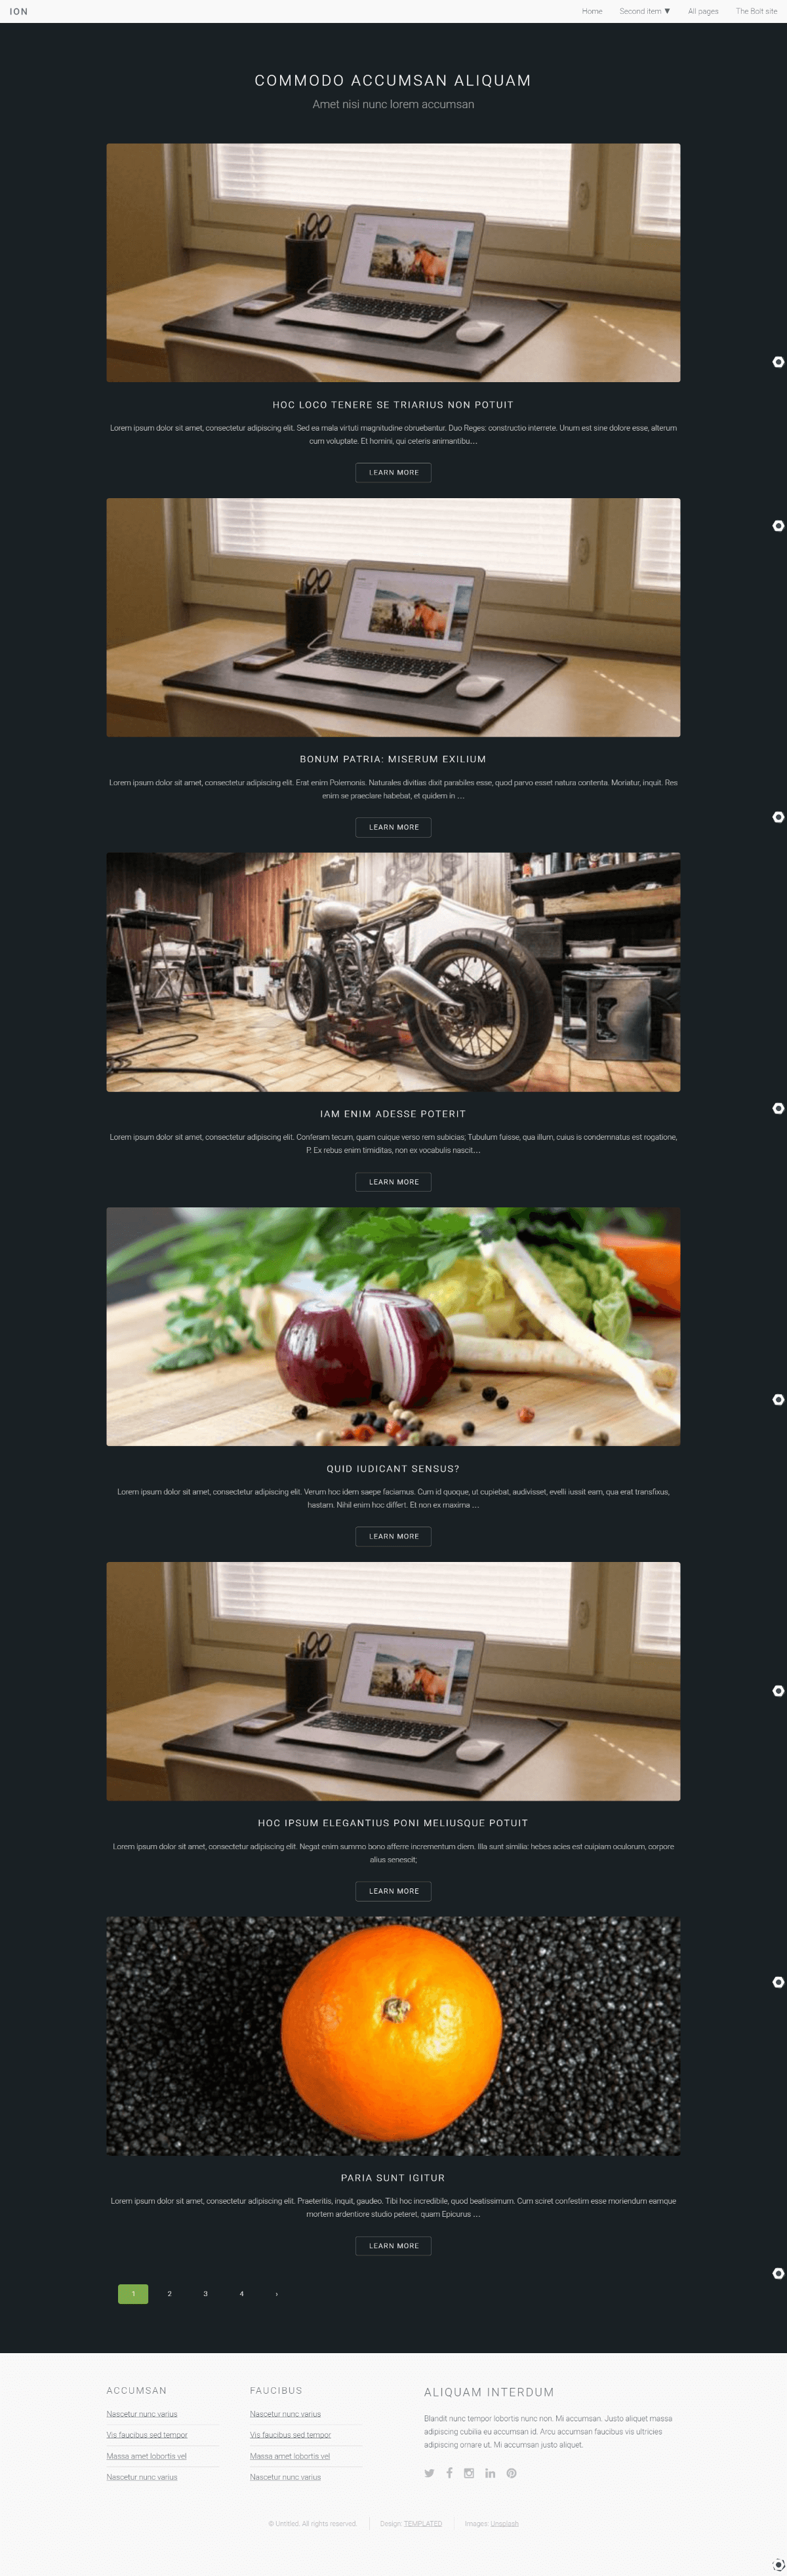 ION
Home Second item ▼ All pages The Bolt site
COMMODO ACCUMSAN ALIQUAM
Amet nisi nunc lorem accumsan
HOC LOCO TENERE SE TRIARIUS NON POTUIT
Lorem ipsum dolor sit amet, consectetur adipiscing elit. Sed ea mala virtuti magnitudine obruebantur. Duo Reges: constructio interrete. Unum est sine dolore esse, alterum
cum voluptate. Et homini, qui ceteris animantibu…
LEARN MORE
BONUM PATRIA: MISERUM EXILIUM
Lorem ipsum dolor sit amet, consectetur adipiscing elit. Erat enim Polemonis. Naturales divitias dixit parabiles esse, quod parvo esset natura contenta. Moriatur, inquit. Res
enim se praeclare habebat, et quidem in …
LEARN MORE
IAM ENIM ADESSE POTERIT
Lorem ipsum dolor sit amet, consectetur adipiscing elit. Conferam tecum, quam cuique verso rem subicias; Tubulum fuisse, qua illum, cuius is condemnatus est rogatione,
P. Ex rebus enim timiditas, non ex vocabulis nascit…
LEARN MORE
QUID IUDICANT SENSUS?
Lorem ipsum dolor sit amet, consectetur adipiscing elit. Verum hoc idem saepe faciamus. Cum id quoque, ut cupiebat, audivisset, evelli iussit eam, qua erat transfixus,
hastam. Nihil enim hoc differt. Et non ex maxima …
LEARN MORE
HOC IPSUM ELEGANTIUS PONI MELIUSQUE POTUIT
Lorem ipsum dolor sit amet, consectetur adipiscing elit. Negat enim summo bono afferre incrementum diem. Illa sunt similia: hebes acies est cuipiam oculorum, corpore
alius senescit;
LEARN MORE
PARIA SUNT IGITUR
Lorem ipsum dolor sit amet, consectetur adipiscing elit. Praeteritis, inquit, gaudeo. Tibi hoc incredibile, quod beatissimum. Cum sciret confestim esse moriendum eamque
mortem ardentiore studio peteret, quam Epicurus …
LEARN MORE
1 2 3 4 ›
ACCUMSAN
Nascetur nunc varius
Vis faucibus sed tempor
Massa amet lobortis vel
Nascetur nunc varius
FAUCIBUS
Nascetur nunc varius
Vis faucibus sed tempor
Massa amet lobortis vel
Nascetur nunc varius
ALIQUAM INTERDUM
Blandit nunc tempor lobortis nunc non. Mi accumsan. Justo aliquet massa
adipiscing cubilia eu accumsan id. Arcu accumsan faucibus vis ultricies
adipiscing ornare ut. Mi accumsan justo aliquet.
© Untitled. All rights reserved. Design: TEMPLATED Images: Unsplash